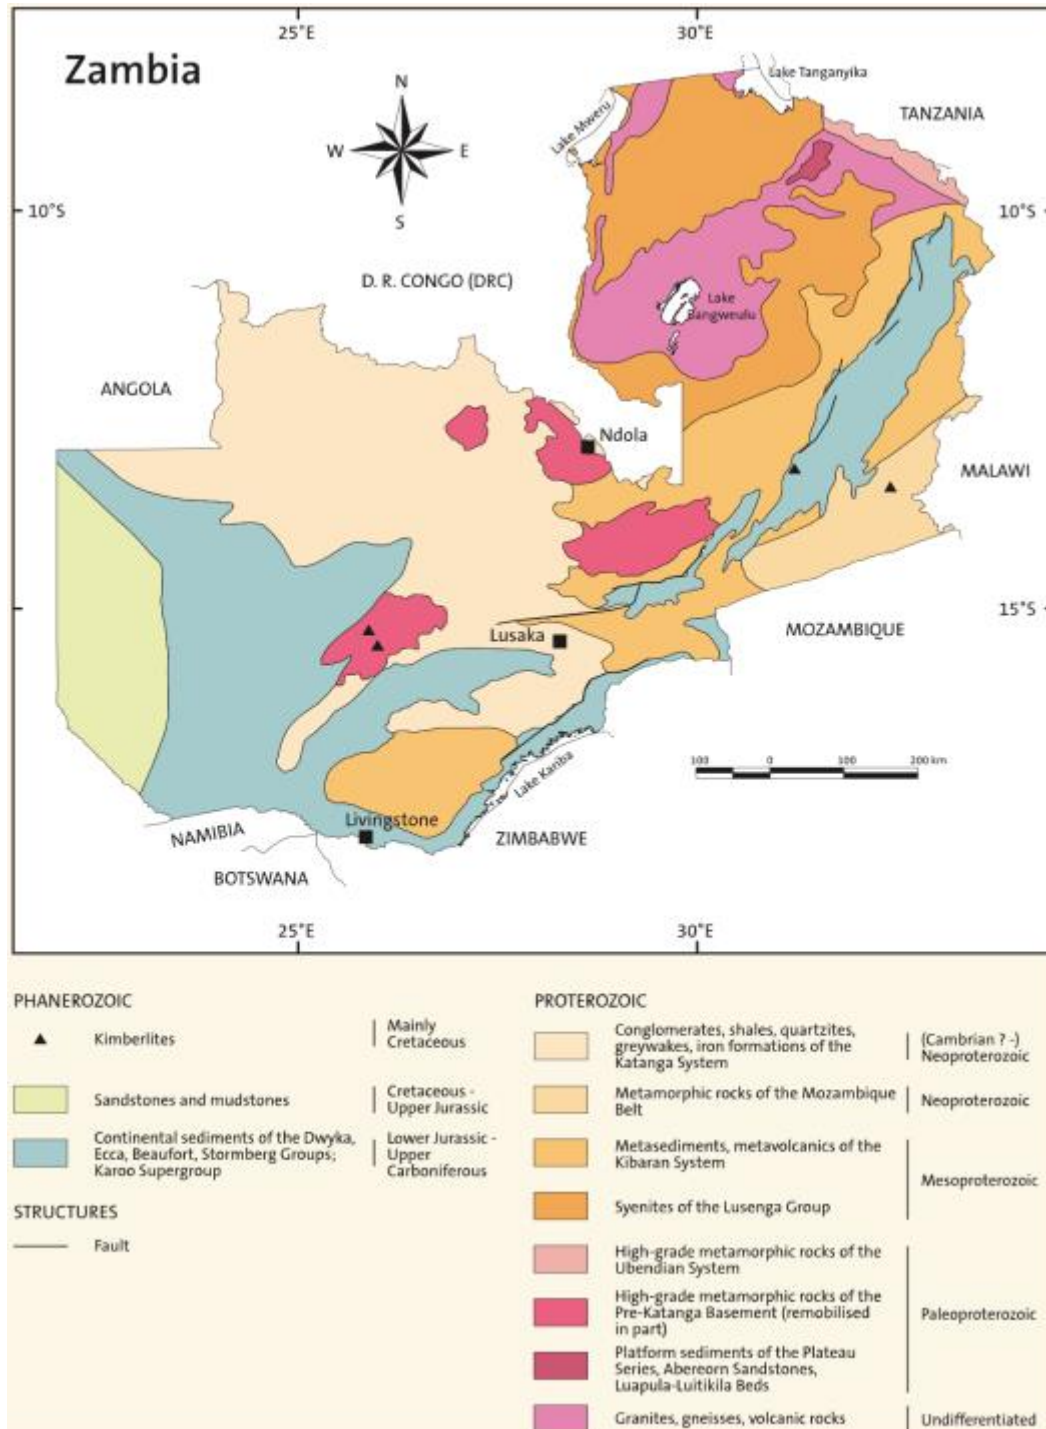 25°E
30°E
Zambia
N
W
E
S
Lake Tanganyika
Lake Mweru
TANZANIA
10°S
10°S
D. R. CONGO (DRC)
Lake
Bangweulu
ANGOLA
Ndola
MALAWI
15°S
MOZAMBIQUE
Lusaka
100 0 100 200 km
Lake Kariba
Livingstone
NAMIBIA
ZIMBABWE
BOTSWANA
25°E
30°E
PHANEROZOIC
Kimberlites
Mainly
Cretaceous
Sandstones and mudstones
Cretaceous -
Upper Jurassic
Continental sediments of the Dwyka,
Ecca, Beaufort, Stormberg Groups;
Karoo Supergroup
Lower Jurassic -
Upper
Carboniferous
STRUCTURES
Fault
PROTEROZOIC
Conglomerates, shales, quartzites,
greywakes, iron formations of the
Katanga System
(Cambrian ? -)
Neoproterozoic
Metamorphic rocks of the Mozambique
Belt
Neoproterozoic
Metasediments, metavolcanics of the
Kibaran System
Mesoproterozoic
Syenites of the Lusenga Group
High-grade metamorphic rocks of the
Ubendian System
High-grade metamorphic rocks of the
Pre-Katanga Basement (remobilised
in part)
Paleoproterozoic
Platform sediments of the Plateau
Series, Abereorn Sandstones,
Luapula-Luitikila Beds
Granites, gneisses, volcanic rocks
Undifferentiated